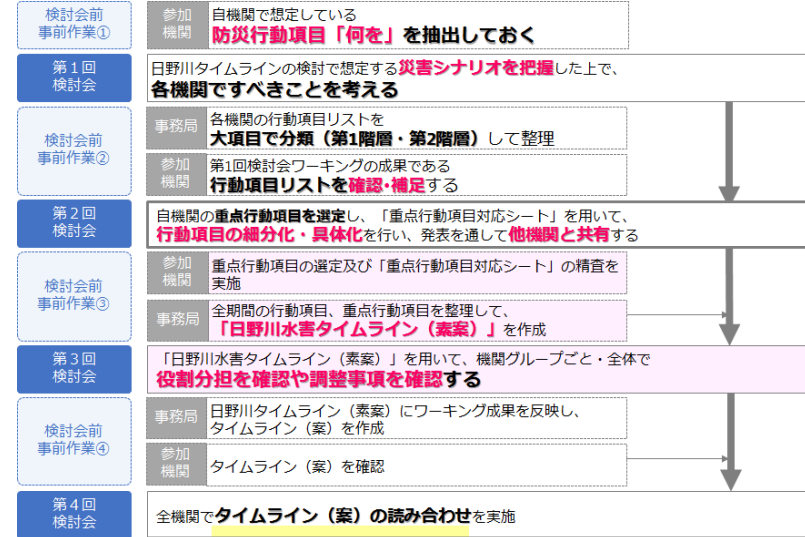 検討会前
事前作業①
参加
機関
自機関で想定している
防災行動項目「何を」を抽出しておく
第１回
検討会
日野川タイムラインの検討で想定する災害シナリオを把握した上で、
各機関ですべきことを考える
検討会前
事前作業②
事務局
各機関の行動項目リストを
大項目で分類（第1階層・第2階層）して整理
参加
機関
第1回検討会ワーキングの成果である
行動項目リストを確認・補足する
第２回
検討会
自機関の重点行動項目を選定し、「重点行動項目対応シート」を用いて、
行動項目の細分化・具体化を行い、発表を通して他機関と共有する
検討会前
事前作業③
参加
機関
重点行動項目の選定及び「重点行動項目対応シート」の精査を
実施
事務局
全期間の行動項目、重点行動項目を整理して、
「日野川水害タイムライン（素案）」を作成
第３回
検討会
「日野川水害タイムライン（素案）」を用いて、機関グループごと・全体で
役割分担を確認や調整事項を確認する
検討会前
事前作業④
事務局
日野川タイムライン（素案）にワーキング成果を反映し、
タイムライン（案）を作成
参加
機関
タイムライン（案）を確認
第４回
検討会
全機関でタイムライン（案）の読み合わせを実施